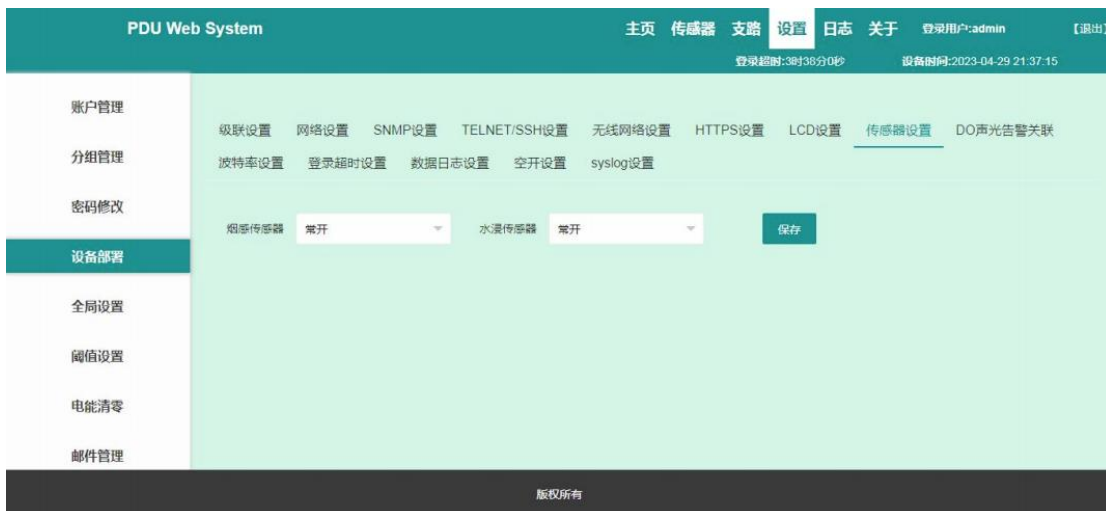 PDU Web System 主页 传感器 支路 设置 日志 关于 登录用户:admin 【退出】
登录超时:3时38分0秒 设备时间:2023-04-29 21:37:15
账户管理
分组管理
密码修改
设备部署
全局设置
阈值设置
电能清零
邮件管理
级联设置 网络设置 SNMP设置 TELNET/SSH设置 无线网络设置 HTTPS设置 LCD设置 传感器设置 DO声光告警关联
波特率设置 登录超时设置 数据日志设置 空开设置 syslog设置
烟感传感器 常开 水浸传感器 常开 保存
版权所有